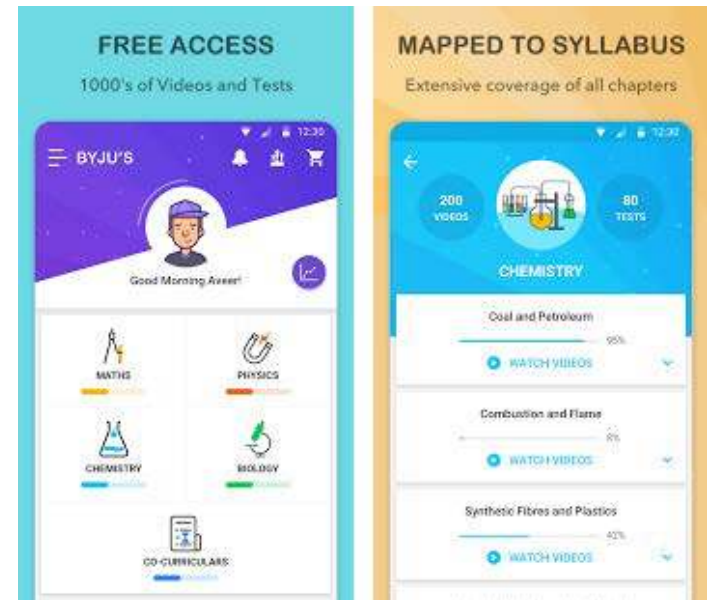 FREE ACCESS
1000's of Videos and Tests
12:30
BYJU'S
Good Morning Aveer!
MATHS
PHYSICS
CHEMISTRY
BIOLOGY
CO-CURRICULARS
MAPPED TO SYLLABUS
Extensive coverage of all chapters
12:30
200
VIDEOS
80
TESTS
CHEMISTRY
Coal and Petroleum
95%
WATCH VIDEOS
Combustion and Flame
8%
WATCH VIDEOS
Synthetic Fibres and Plastics
42%
WATCH VIDEOS